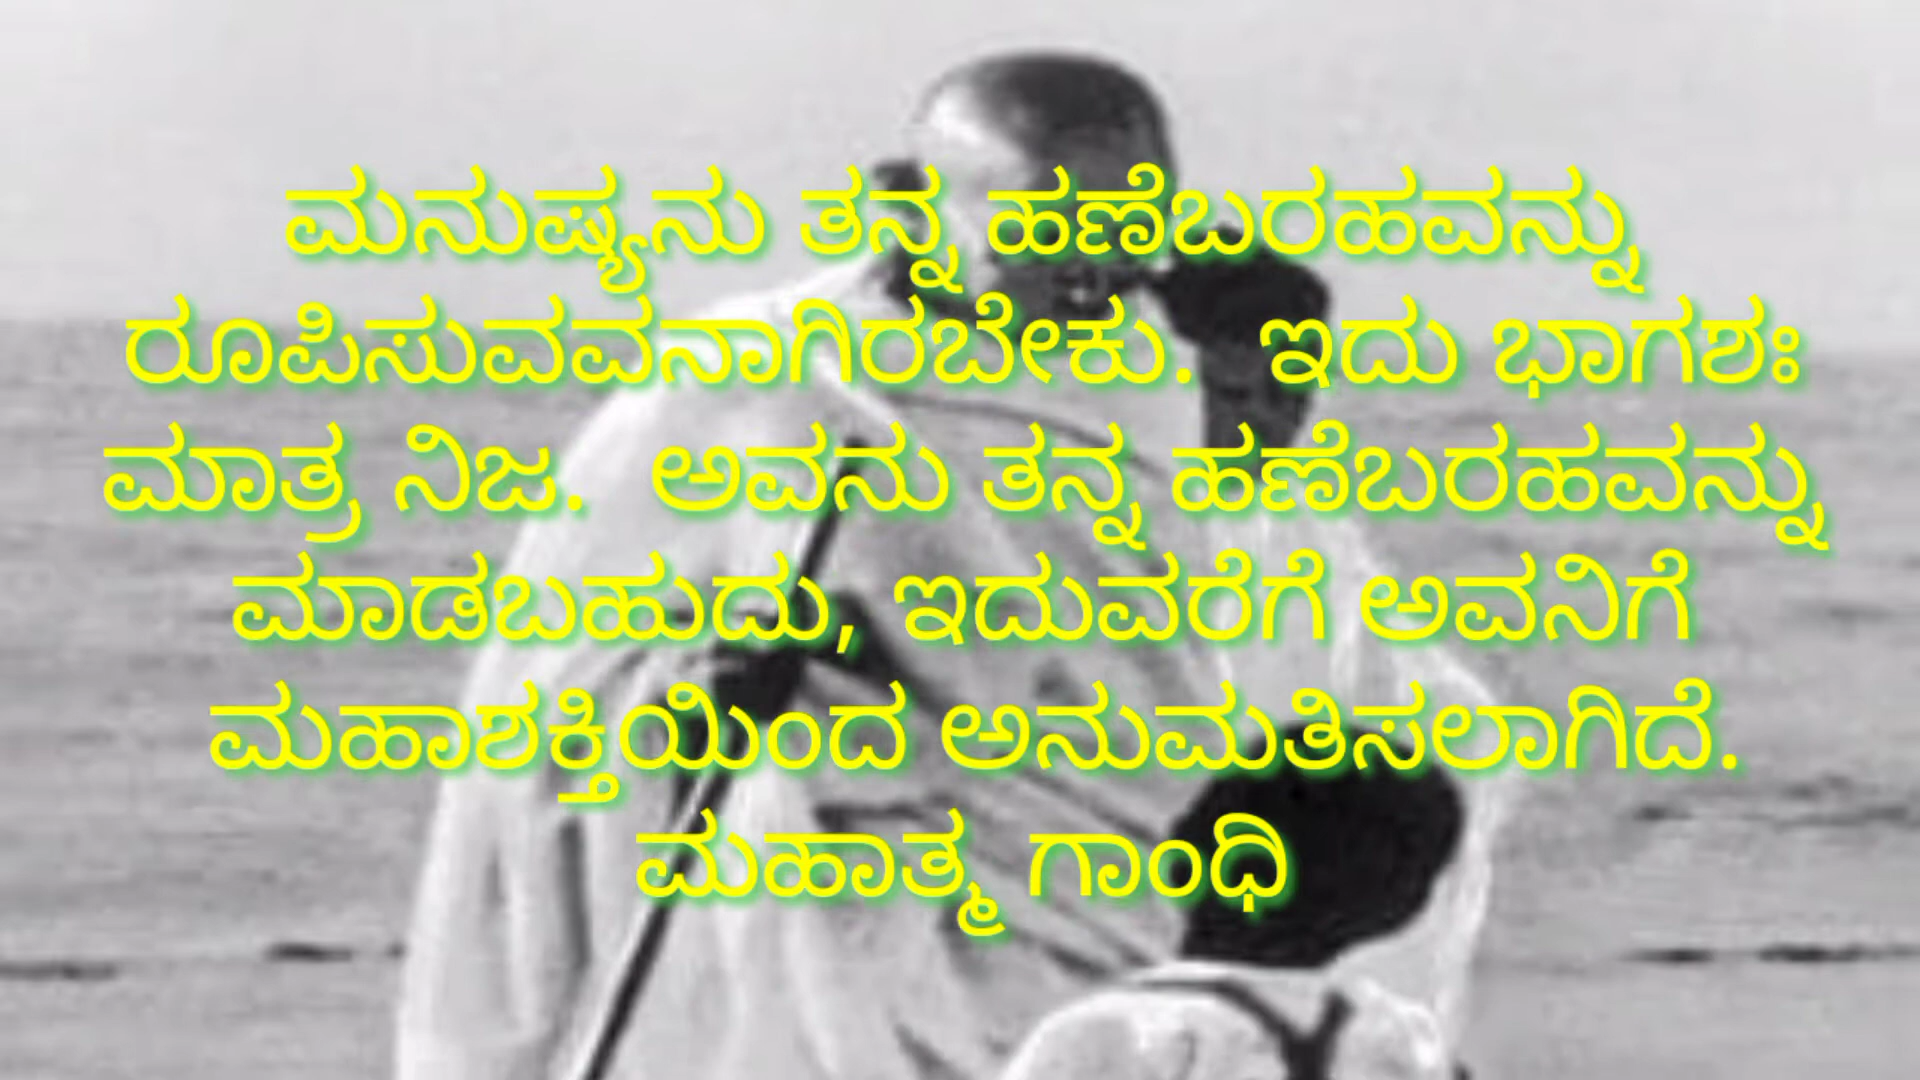 ಮನುಷ್ಯನು ತನ್ನ ಹಣೆಬರಹವನ್ನು
ರೂಪಿಸುವವನಾಗಿರಬೇಕು. ಇದು ಭಾಗಶಃ
ಮಾತ್ರ ನಿಜ. ಅವನು ತನ್ನ ಹಣೆಬರಹವನ್ನು
ಮಾಡಬಹುದು, ಇದುವರೆಗೆ ಅವನಿಗೆ
ಮಹಾಶಕ್ತಿಯಿಂದ ಅನುಮತಿಸಲಾಗಿದೆ.
ಮಹಾತ್ಮ ಗಾಂಧಿ